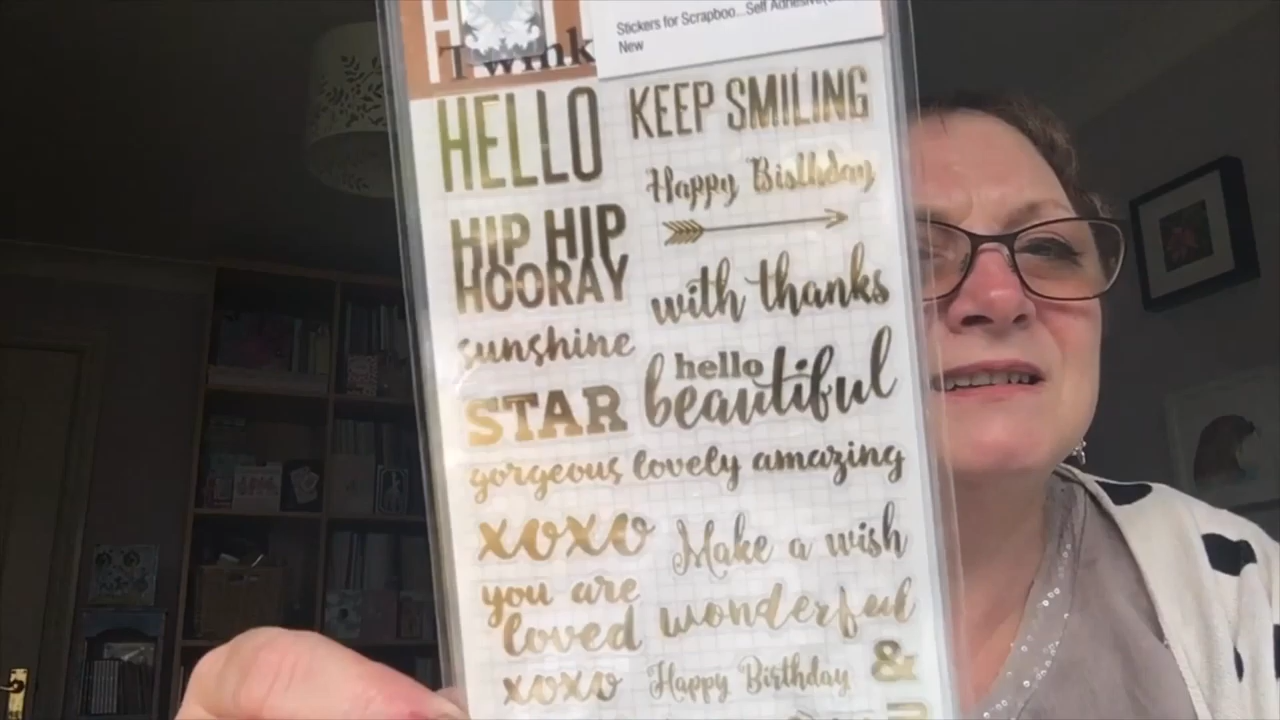 Stickers for Scrapboo...Self Adhesive
New
Twink
HELLO
KEEP SMILING
Happy Birthday
HIP HIP
HOORAY
with thanks
sunshine
hello
beautiful
STAR
gorgeous lovely amazing
xoxo
Make a wish
you are
loved
wonderful
&
xoxo
Happy Birthday